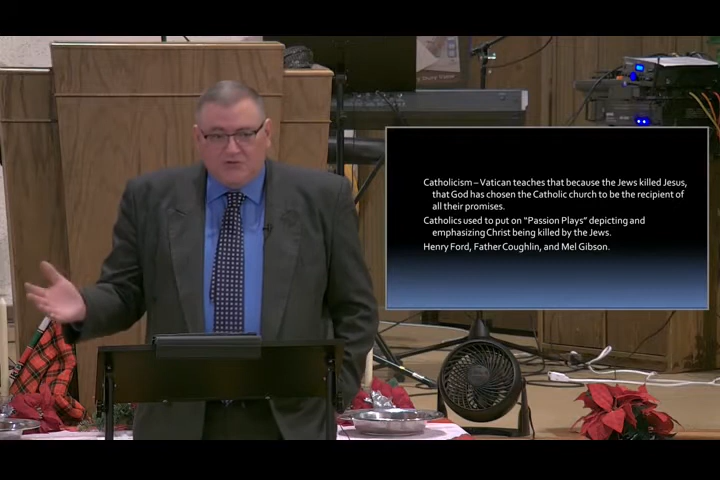 Catholicism – Vatican teaches that because the Jews killed Jesus,
that God has chosen the Catholic church to be the recipient of
all their promises.
Catholics used to put on "Passion Plays" depicting and
emphasizing Christ being killed by the Jews.
Henry Ford, Father Coughlin, and Mel Gibson.